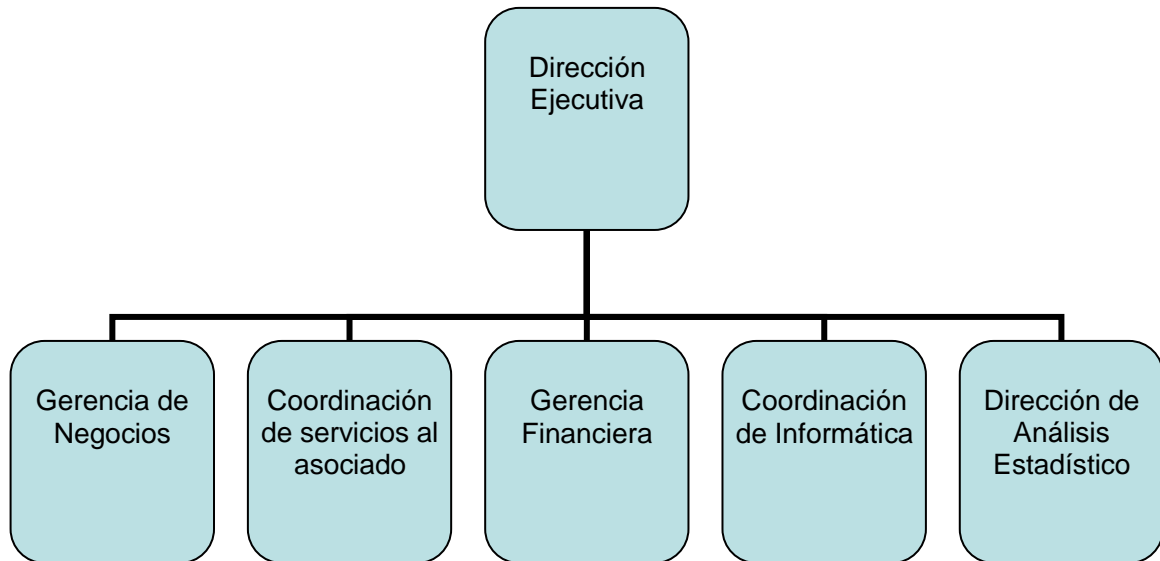 Dirección
Ejecutiva
Gerencia de
Negocios
Coordinación
de servicios al
asociado
Gerencia
Financiera
Coordinación
de Informática
Dirección de
Análisis
Estadístico